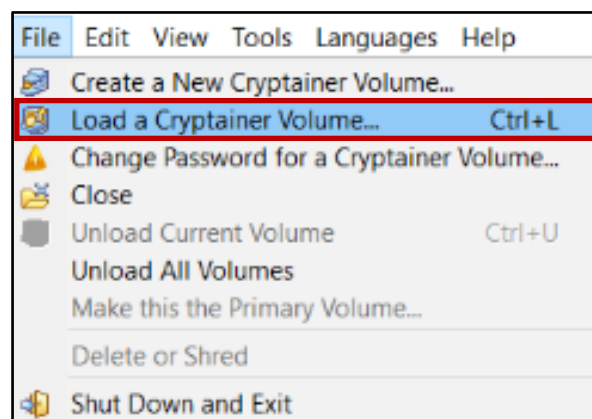 File Edit View Tools Languages Help
Create a New Cryptainer Volume...
Load a Cryptainer Volume... Ctrl+L
Change Password for a Cryptainer Volume...
Close
Unload Current Volume Ctrl+U
Unload All Volumes
Make this the Primary Volume...
Delete or Shred
Shut Down and Exit